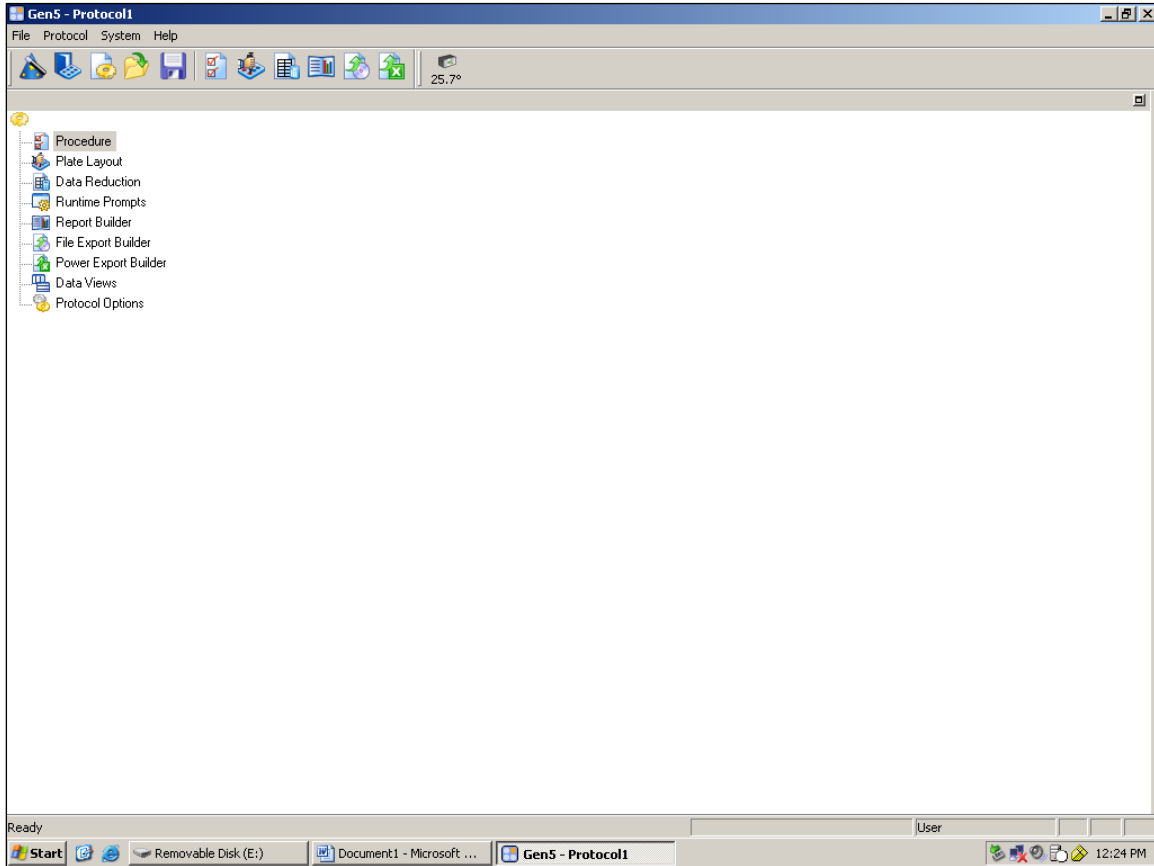 Gen5 - Protocol1
File Protocol System Help
25.7°
Procedure
Plate Layout
Data Reduction
Runtime Prompts
Report Builder
File Export Builder
Power Export Builder
Data Views
Protocol Options
Ready User
Start Removable Disk (E:) Document1 - Microsoft ... Gen5 - Protocol1 12:24 PM